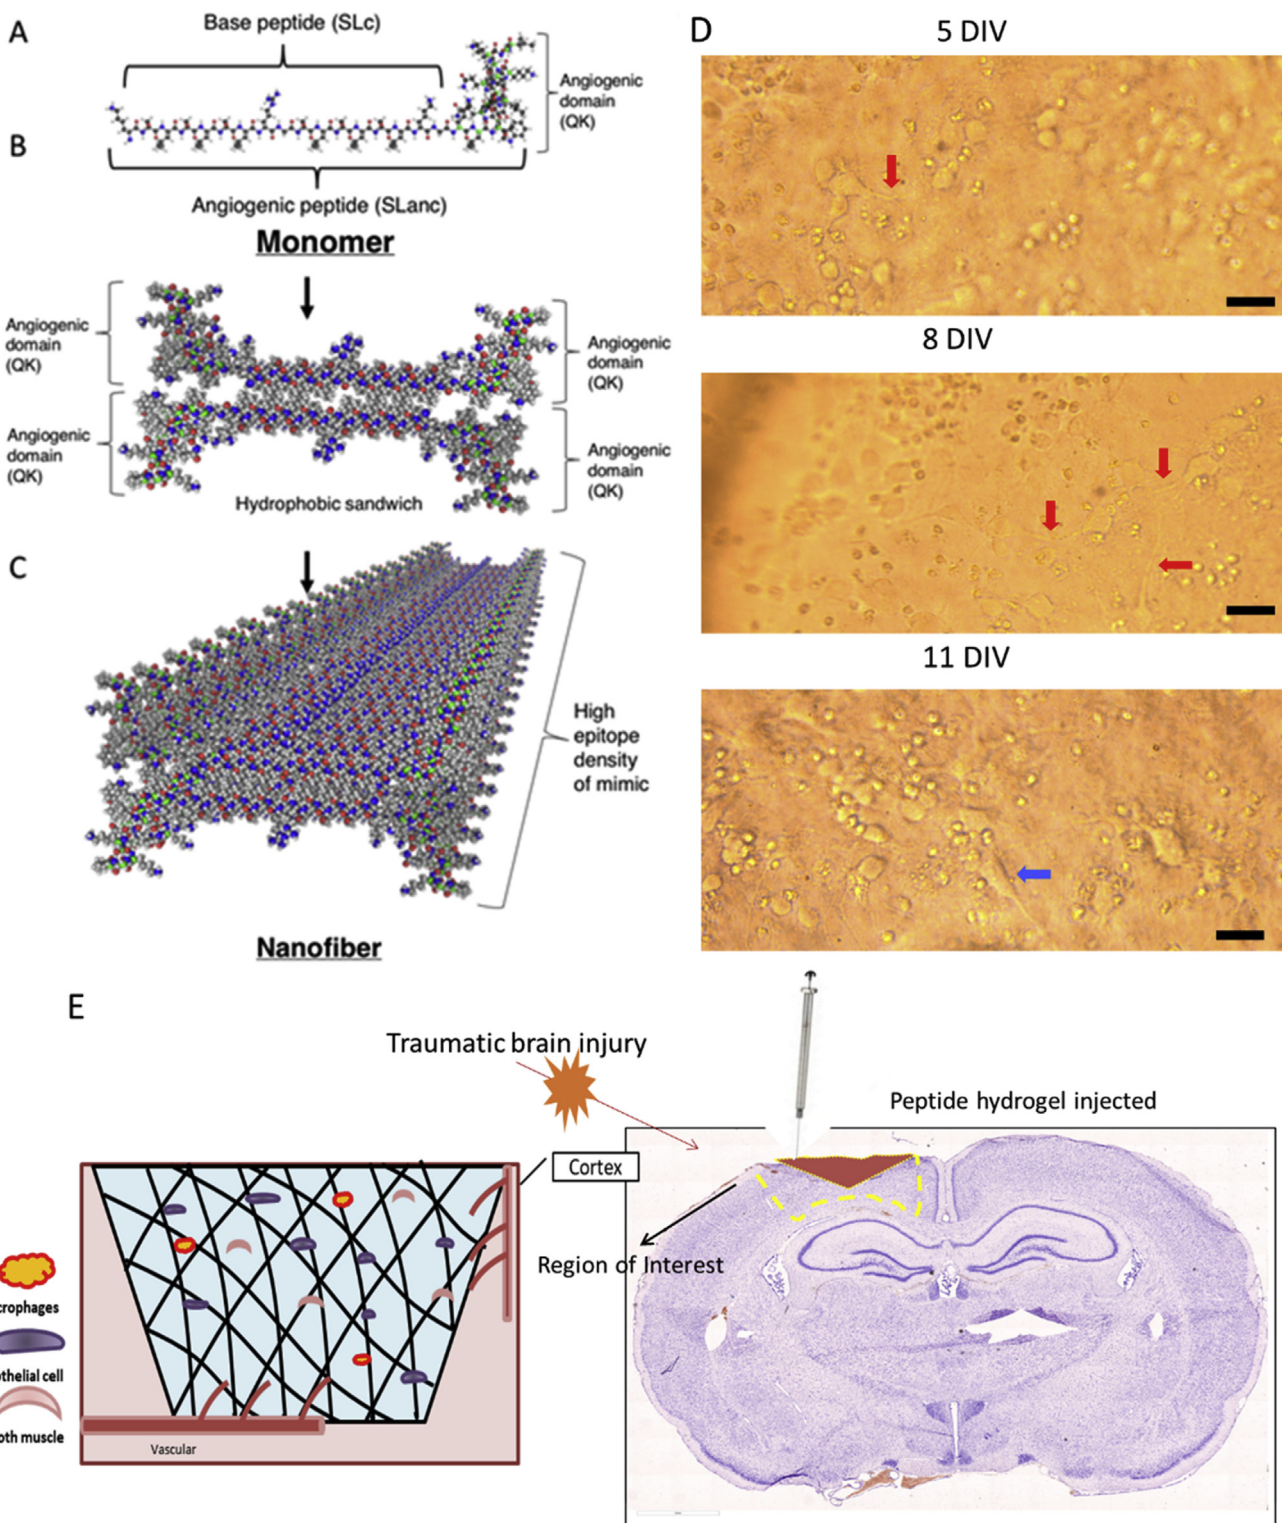 A
Base peptide (SLc)
Angiogenic
domain
(QK)
B
Angiogenic peptide (SLanc)
Monomer
Angiogenic
domain
(QK)
Angiogenic
domain
(QK)
Angiogenic
domain
(QK)
Angiogenic
domain
(QK)
Hydrophobic sandwich
C
High
epitope
density
of mimic
Nanofiber
D
5 DIV
8 DIV
11 DIV
E
Traumatic brain injury
Peptide hydrogel injected
Cortex
Region of Interest
crophages
othelial cell
oth muscle
Vascular